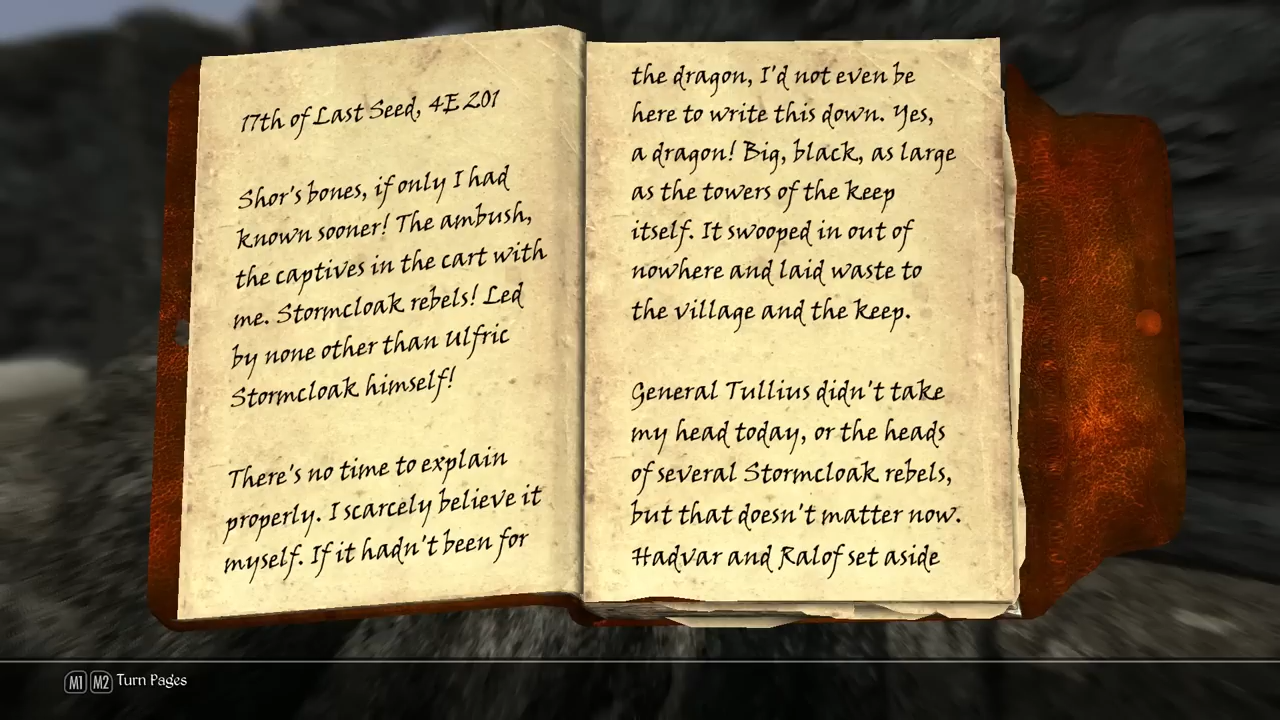 17th of Last Seed, 4E 201
Shor's bones, if only I had
known sooner! The ambush,
the captives in the cart with
me. Stormcloak rebels! Led
by none other than Ulfric
Stormcloak himself!
There's no time to explain
properly. I scarcely believe it
myself. If it hadn't been for
the dragon, I'd not even be
here to write this down. Yes,
a dragon! Big, black, as large
as the towers of the keep
itself. It swooped in out of
nowhere and laid waste to
the village and the keep.
General Tullius didn't take
my head today, or the heads
of several Stormcloak rebels,
but that doesn't matter now.
Hadvar and Ralof set aside
M1 M2 Turn Pages